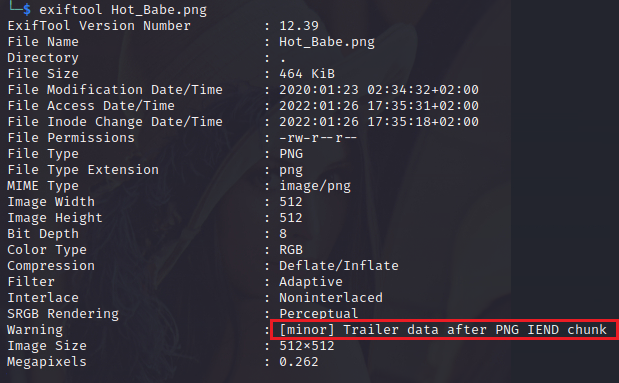 └─$ exiftool Hot_Babe.png
ExifTool Version Number : 12.39
File Name : Hot_Babe.png
Directory : .
File Size : 464 KiB
File Modification Date/Time : 2020:01:23 02:34:32+02:00
File Access Date/Time : 2022:01:26 17:35:31+02:00
File Inode Change Date/Time : 2022:01:26 17:35:18+02:00
File Permissions : -rw-r--r--
File Type : PNG
File Type Extension : png
MIME Type : image/png
Image Width : 512
Image Height : 512
Bit Depth : 8
Color Type : RGB
Compression : Deflate/Inflate
Filter : Adaptive
Interlace : Noninterlaced
SRGB Rendering : Perceptual
Warning : [minor] Trailer data after PNG IEND chunk
Image Size : 512×512
Megapixels : 0.262